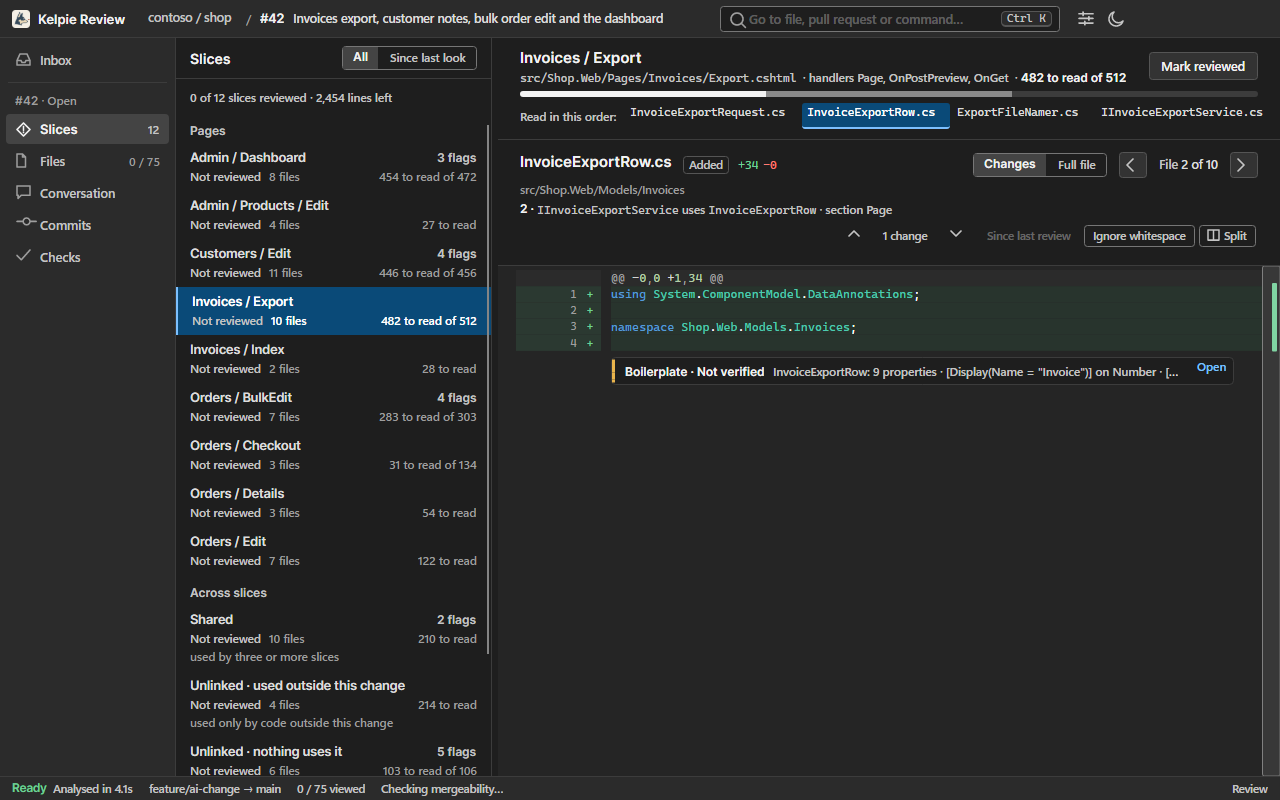 Kelpie Review
contoso / shop / #42 Invoices export, customer notes, bulk order edit and the dashboard
Go to file, pull request or command... Ctrl K
Inbox
#42 · Open
Slices 12
Files 0 / 75
Conversation
Commits
Checks
Slices
All Since last look
0 of 12 slices reviewed · 2,454 lines left
Pages
Admin / Dashboard 3 flags
Not reviewed 8 files 454 to read of 472
Admin / Products / Edit
Not reviewed 4 files 27 to read
Customers / Edit 4 flags
Not reviewed 11 files 446 to read of 456
Invoices / Export
Not reviewed 10 files 482 to read of 512
Invoices / Index
Not reviewed 2 files 28 to read
Orders / BulkEdit 4 flags
Not reviewed 7 files 283 to read of 303
Orders / Checkout
Not reviewed 3 files 31 to read of 134
Orders / Details
Not reviewed 3 files 54 to read
Orders / Edit
Not reviewed 7 files 122 to read
Across slices
Shared 2 flags
Not reviewed 10 files 210 to read
used by three or more slices
Unlinked · used outside this change
Not reviewed 4 files 214 to read
used only by code outside this change
Unlinked · nothing uses it 5 flags
Not reviewed 6 files 103 to read of 106
Invoices / Export
src/Shop.Web/Pages/Invoices/Export.cshtml · handlers Page, OnPostPreview, OnGet · 482 to read of 512
Mark reviewed
Read in this order: InvoiceExportRequest.cs InvoiceExportRow.cs ExportFileNamer.cs IInvoiceExportService.cs
InvoiceExportRow.cs Added +34 −0
Changes Full file File 2 of 10
src/Shop.Web/Models/Invoices
2 · IInvoiceExportService uses InvoiceExportRow · section Page
1 change Since last review Ignore whitespace Split
@@ −0,0 +1,34 @@
1 + using System.ComponentModel.DataAnnotations;
2 +
3 + namespace Shop.Web.Models.Invoices;
4 +
Boilerplate · Not verified InvoiceExportRow: 9 properties · [Display(Name = "Invoice")] on Number · [... Open
Ready Analysed in 4.1s feature/ai-change → main 0 / 75 viewed Checking mergeability... Review